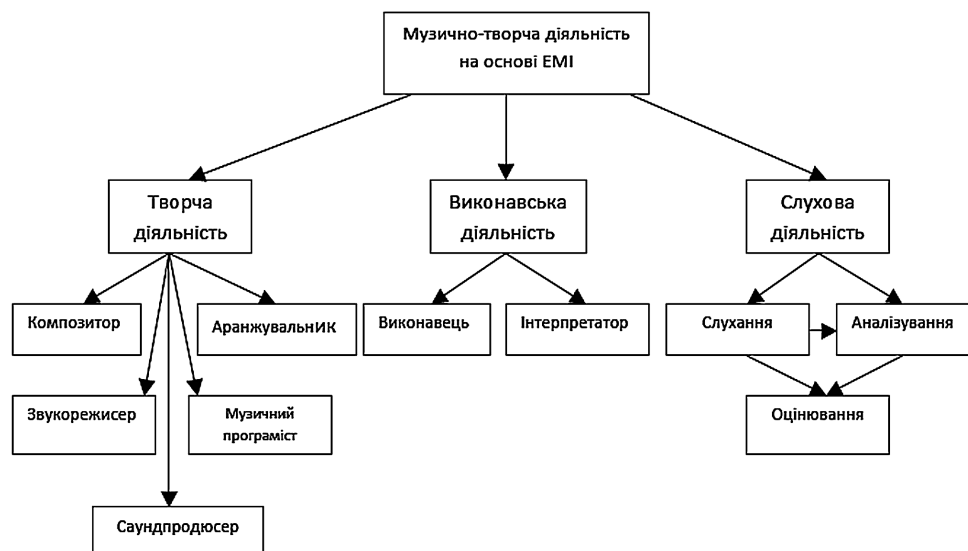 Музично-творча діяльність
на основі ЕМІ
Творча
діяльність
Виконавська
діяльність
Слухова
діяльність
Композитор
Аранжувальник
Виконавець
Інтерпретатор
Слухання
Аналізування
Звукорежисер
Музичний
програміст
Оцінювання
Саундпродюсер